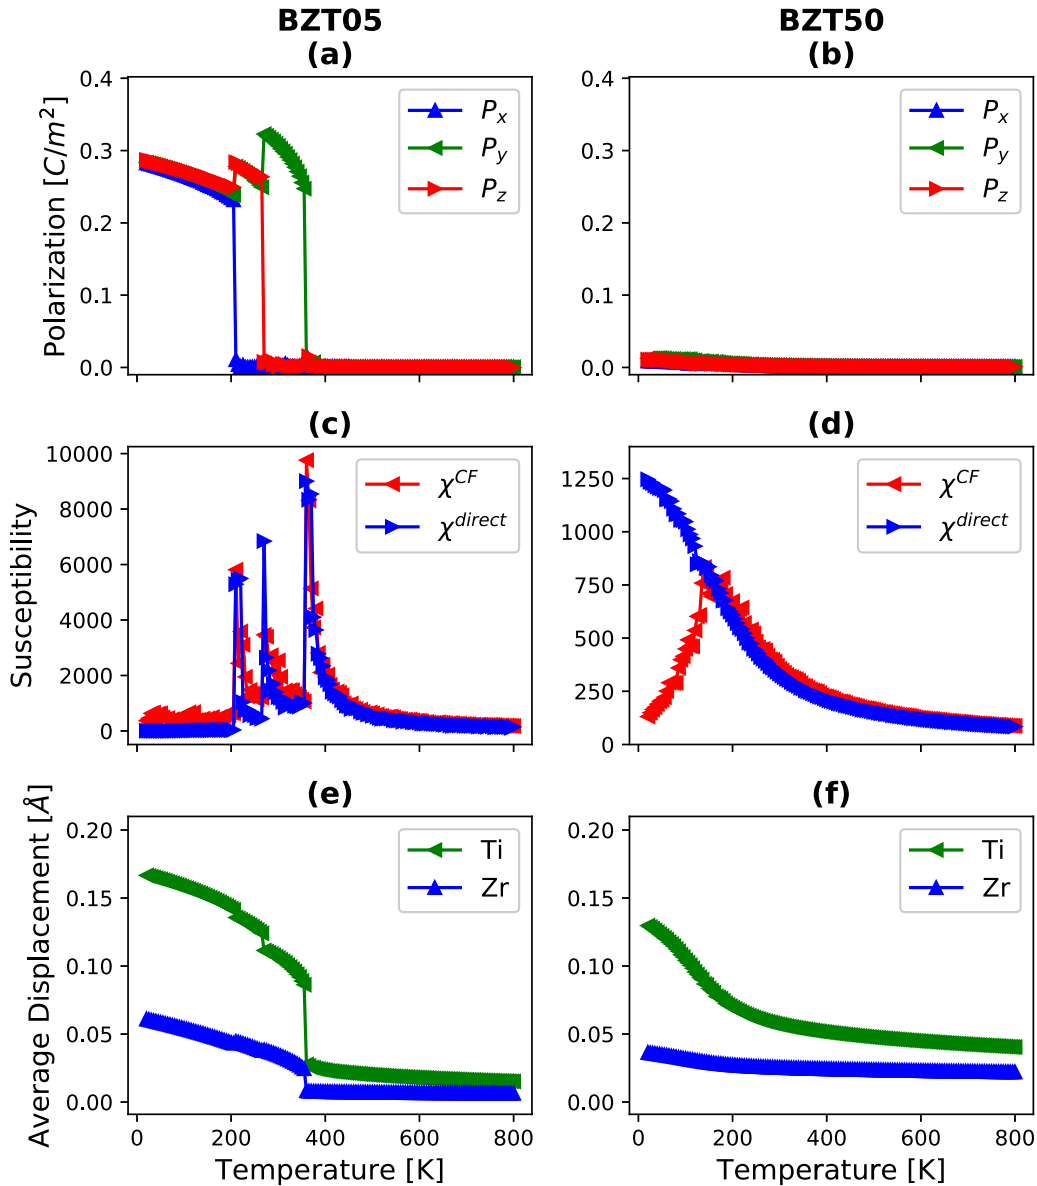 BZT05
BZT50
(a)
(b)
Polarization [C/m²]
0.4
0.3
0.2
0.1
0.0
Pₓ
P_y
P_z
0.4
0.3
0.2
0.1
0.0
Pₓ
P_y
P_z
(c)
(d)
Susceptibility
10000
8000
6000
4000
2000
0
χ^CF
χ^direct
1250
1000
750
500
250
0
χ^CF
χ^direct
(e)
(f)
Average Displacement [Å]
0.20
0.15
0.10
0.05
0.00
Ti
Zr
0 200 400 600 800
Temperature [K]
0.20
0.15
0.10
0.05
0.00
Ti
Zr
0 200 400 600 800
Temperature [K]